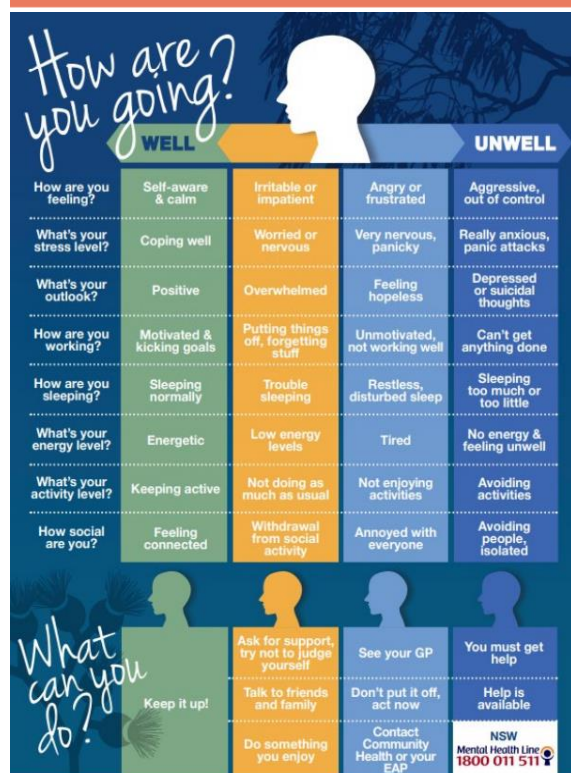 How are
you going?
WELL
UNWELL
How are you
feeling?
Self-aware
& calm
Irritable or
impatient
Angry or
frustrated
Aggressive,
out of control
What's your
stress level?
Coping well
Worried or
nervous
Very nervous,
panicky
Really anxious,
panic attacks
What's your
outlook?
Positive
Overwhelmed
Feeling
hopeless
Depressed
or suicidal
thoughts
How are you
working?
Motivated &
kicking goals
Putting things
off, forgetting
stuff
Unmotivated,
not working well
Can't get
anything done
How are you
sleeping?
Sleeping
normally
Trouble
sleeping
Restless,
disturbed sleep
Sleeping
too much or
too little
What's your
energy level?
Energetic
Low energy
levels
Tired
No energy &
feeling unwell
What's your
activity level?
Keeping active
Not doing as
much as usual
Not enjoying
activities
Avoiding
activities
How social
are you?
Feeling
connected
Withdrawal
from social
activity
Annoyed with
everyone
Avoiding
people,
isolated
What
can you
do?
Keep it up!
Ask for support,
try not to judge
yourself
Talk to friends
and family
Do something
you enjoy
See your GP
Don't put it off,
act now
Contact
Community
Health or your
EAP
You must get
help
Help is
available
NSW
Mental Health Line
1800 011 511